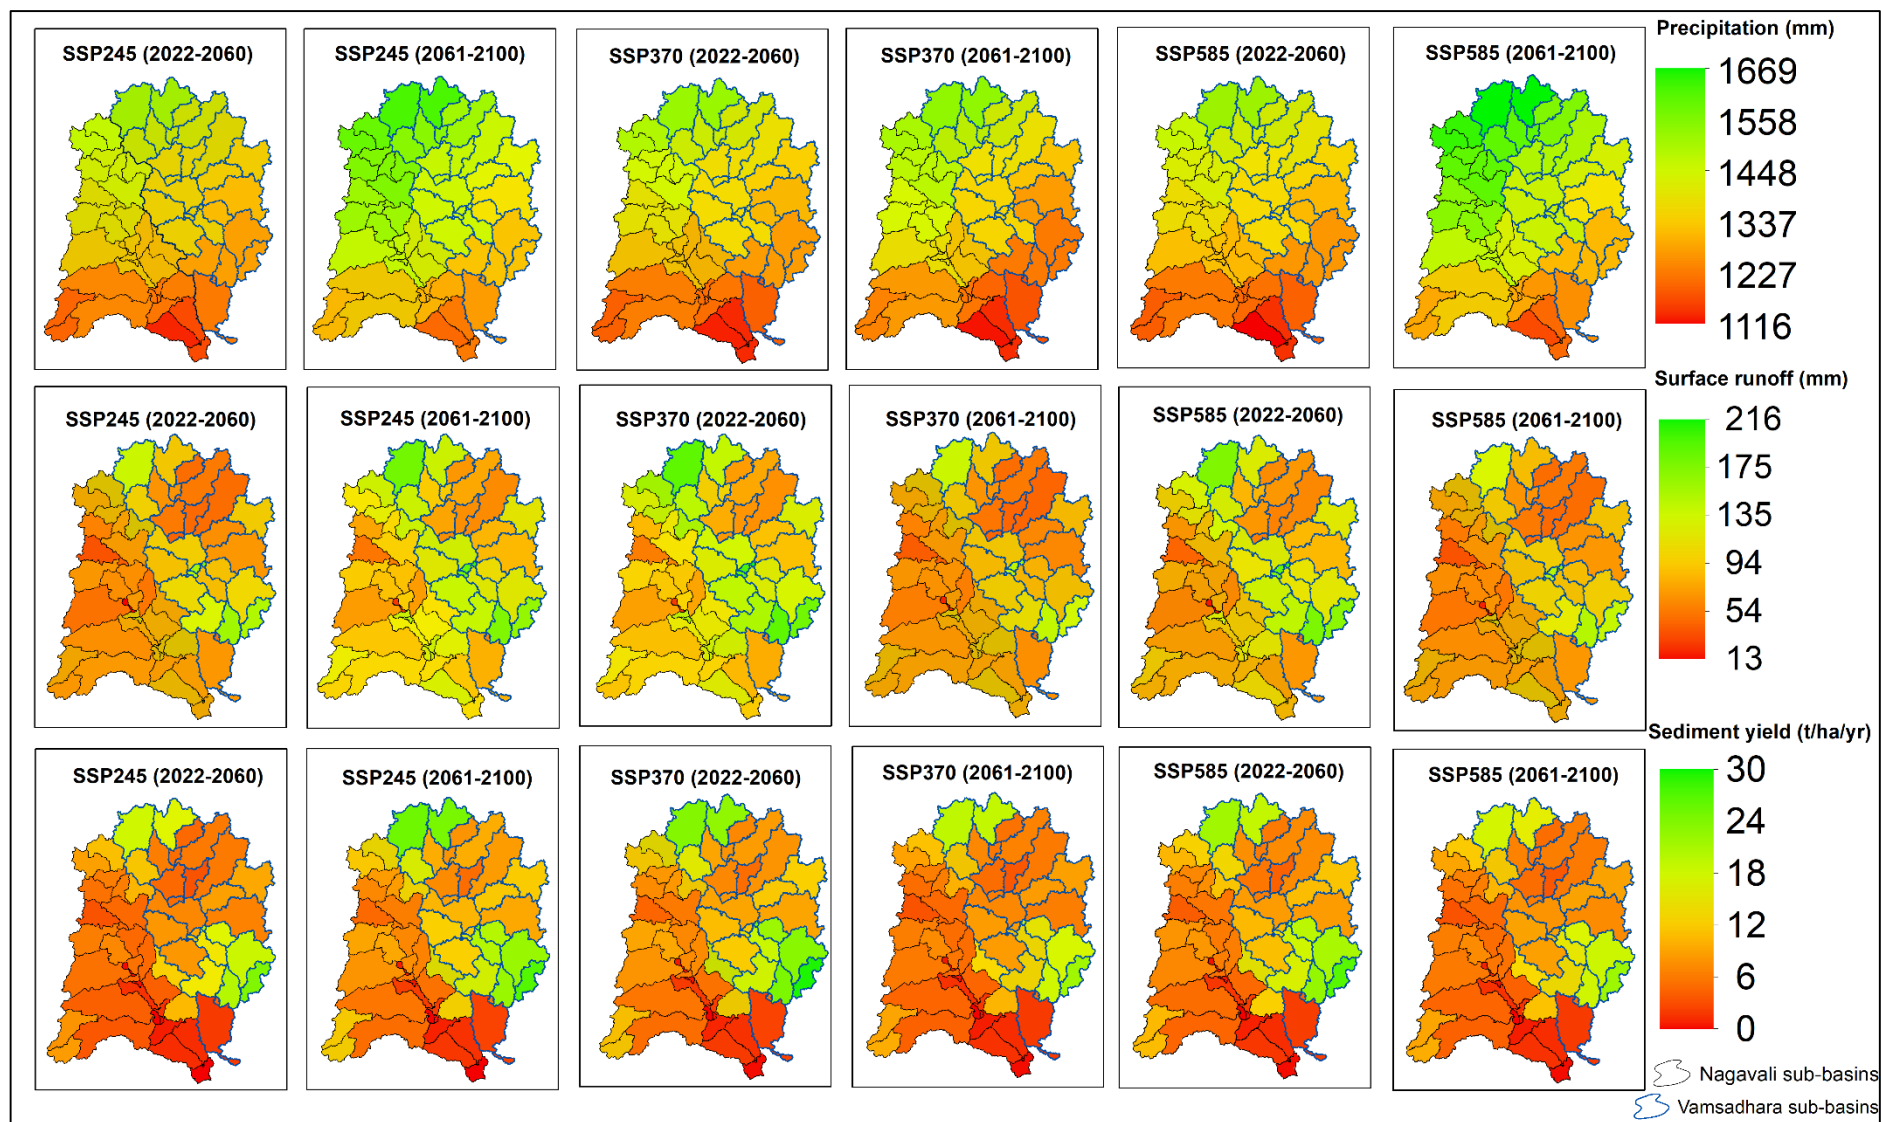 SSP245 (2022-2060)
SSP245 (2061-2100)
SSP370 (2022-2060)
SSP370 (2061-2100)
SSP585 (2022-2060)
SSP585 (2061-2100)
Precipitation (mm)
1669
1558
1448
1337
1227
1116
SSP245 (2022-2060)
SSP245 (2061-2100)
SSP370 (2022-2060)
SSP370 (2061-2100)
SSP585 (2022-2060)
SSP585 (2061-2100)
Surface runoff (mm)
216
175
135
94
54
13
SSP245 (2022-2060)
SSP245 (2061-2100)
SSP370 (2022-2060)
SSP370 (2061-2100)
SSP585 (2022-2060)
SSP585 (2061-2100)
Sediment yield (t/ha/yr)
30
24
18
12
6
0
Nagavali sub-basins
Vamsadhara sub-basins